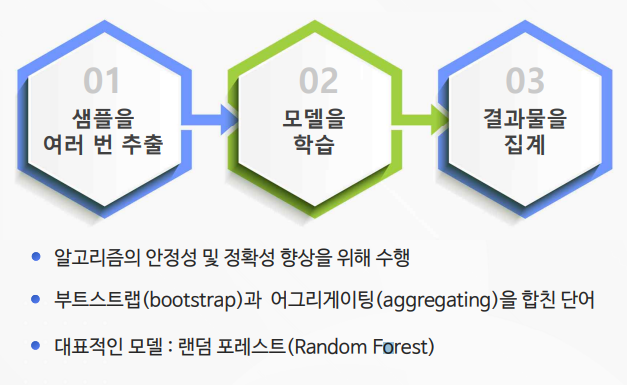 01
샘플을
여러 번 추출
02
모델을
학습
03
결과물을
집계
알고리즘의 안정성 및 정확성 향상을 위해 수행
부트스트랩(bootstrap)과 어그리게이팅(aggregating)을 합친 단어
대표적인 모델 : 랜덤 포레스트(Random Forest)